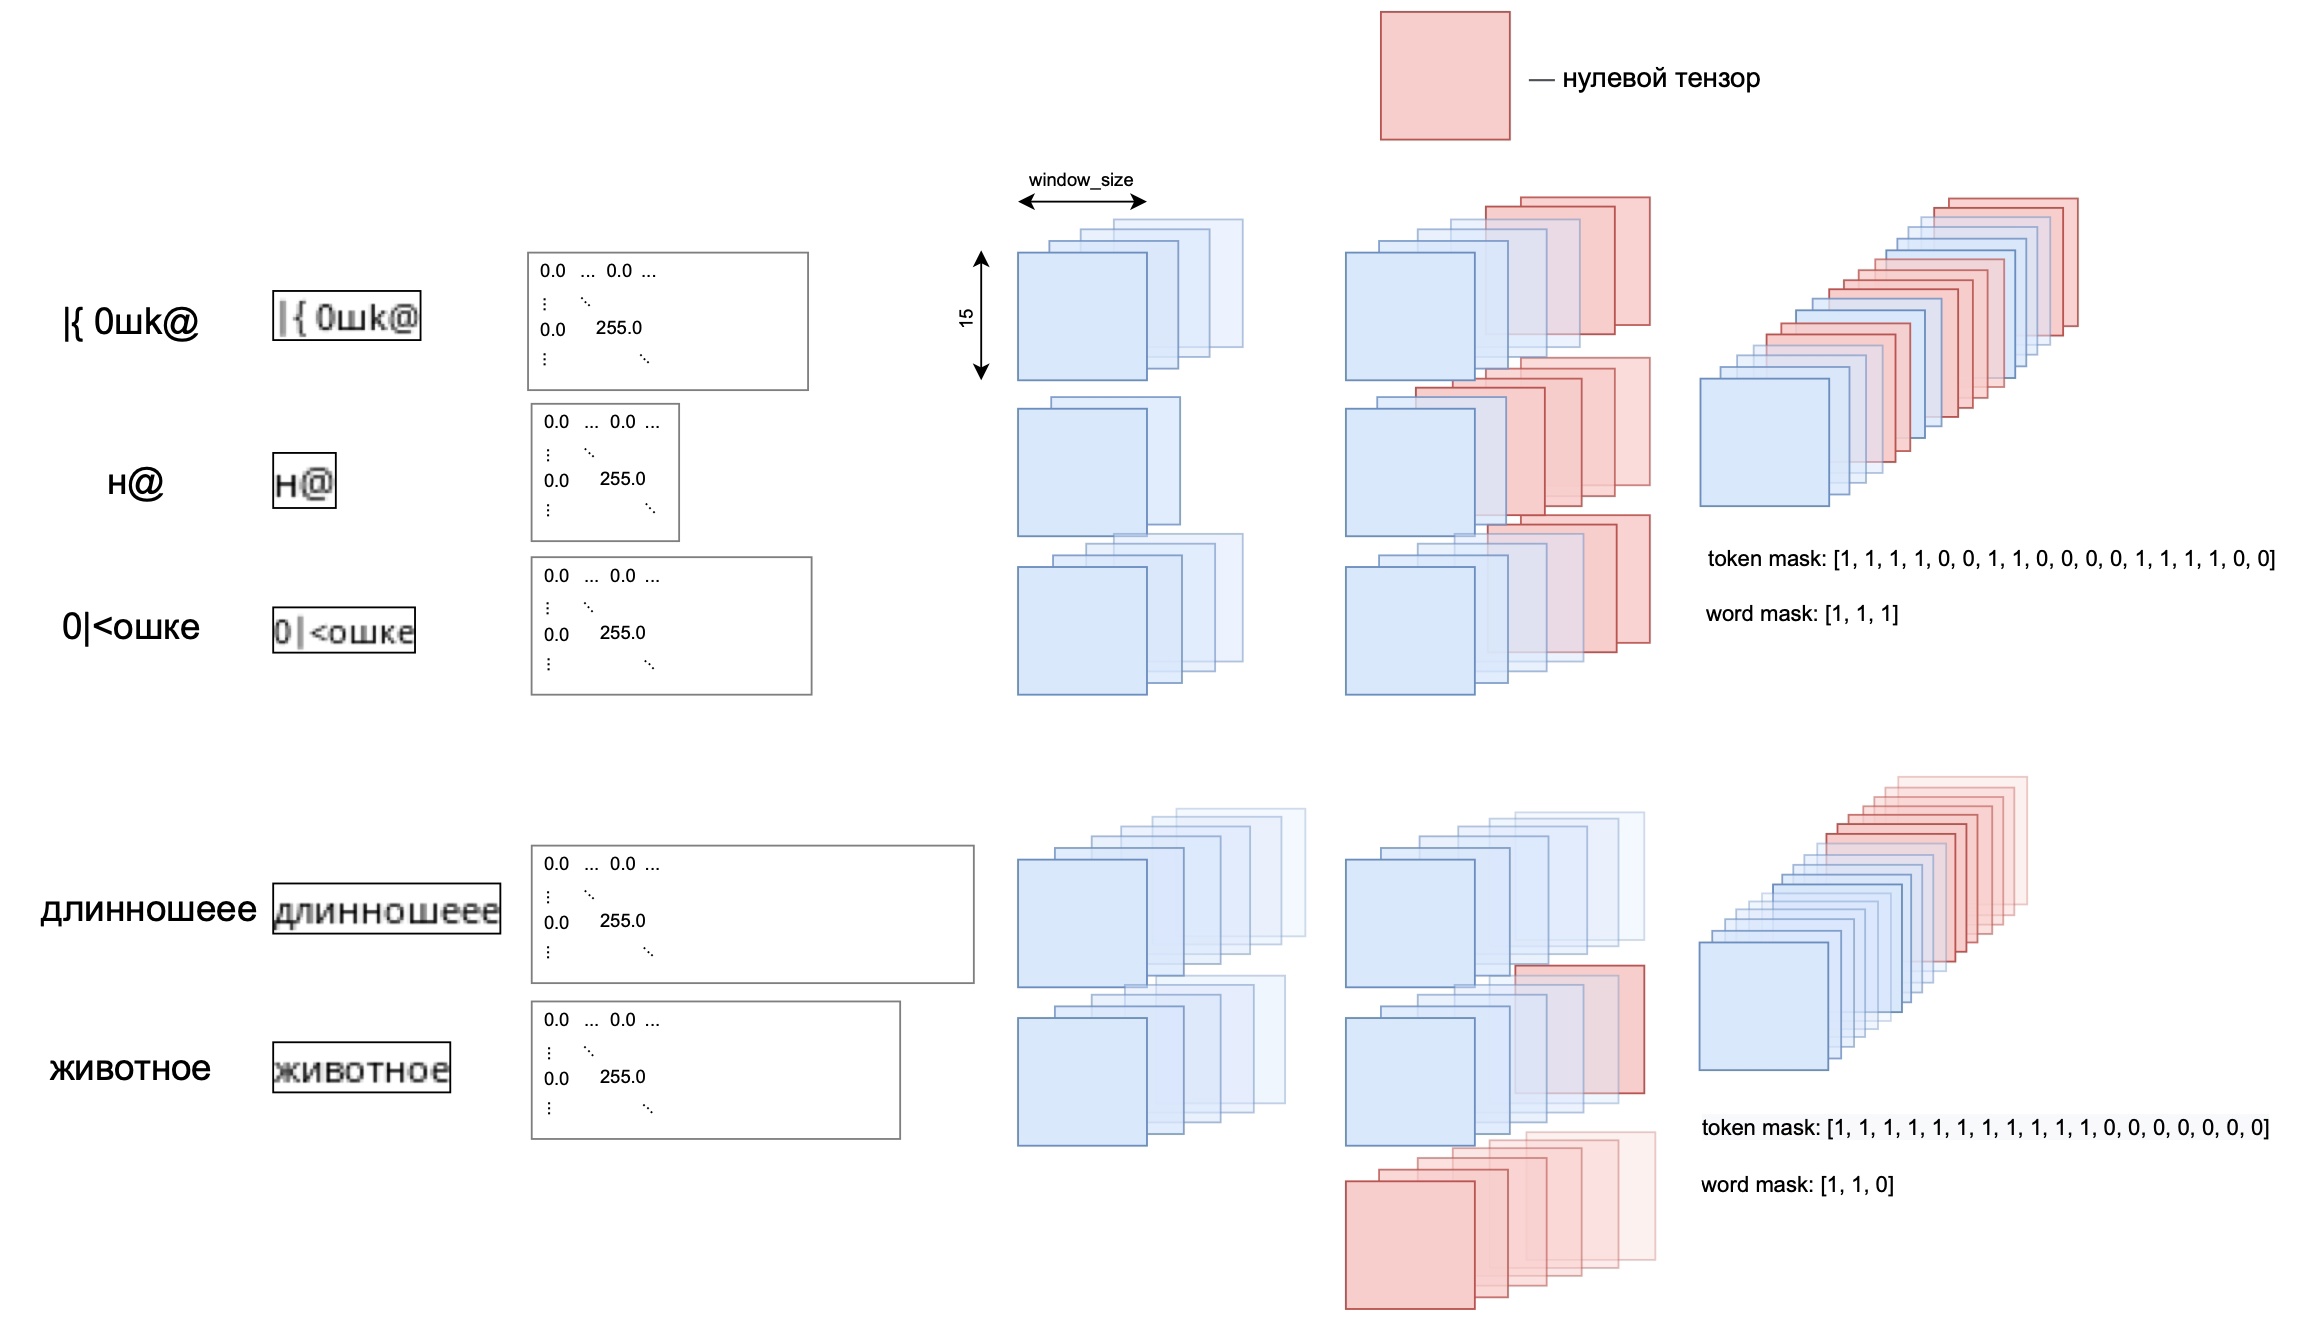 — нулевой тензор
window_size
15
|{ 0шk@
|{ 0шk@
0.0 ... 0.0 ...
⋮ ⋱
0.0 255.0
⋮ ⋱
н@
н@
0.0 ... 0.0 ...
⋮ ⋱
0.0 255.0
⋮ ⋱
0|<ошке
0|<ошке
0.0 ... 0.0 ...
⋮ ⋱
0.0 255.0
⋮ ⋱
token mask: [1, 1, 1, 1, 0, 0, 1, 1, 0, 0, 0, 0, 1, 1, 1, 1, 0, 0]
word mask: [1, 1, 1]
длинношеее
длинношеее
0.0 ... 0.0 ...
⋮ ⋱
0.0 255.0
⋮ ⋱
животное
животное
0.0 ... 0.0 ...
⋮ ⋱
0.0 255.0
⋮ ⋱
token mask: [1, 1, 1, 1, 1, 1, 1, 1, 1, 1, 1, 0, 0, 0, 0, 0, 0, 0]
word mask: [1, 1, 0]